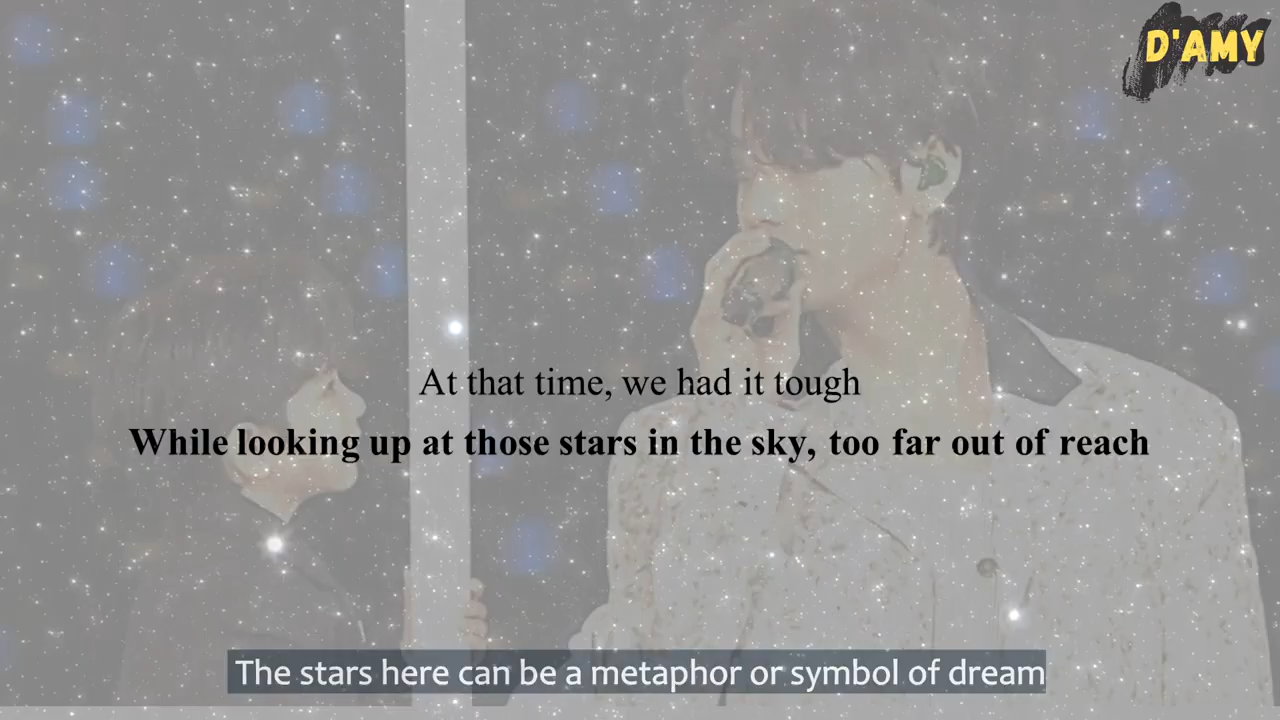 D'AMY
At that time, we had it tough
While looking up at those stars in the sky, too far out of reach
The stars here can be a metaphor or symbol of dream